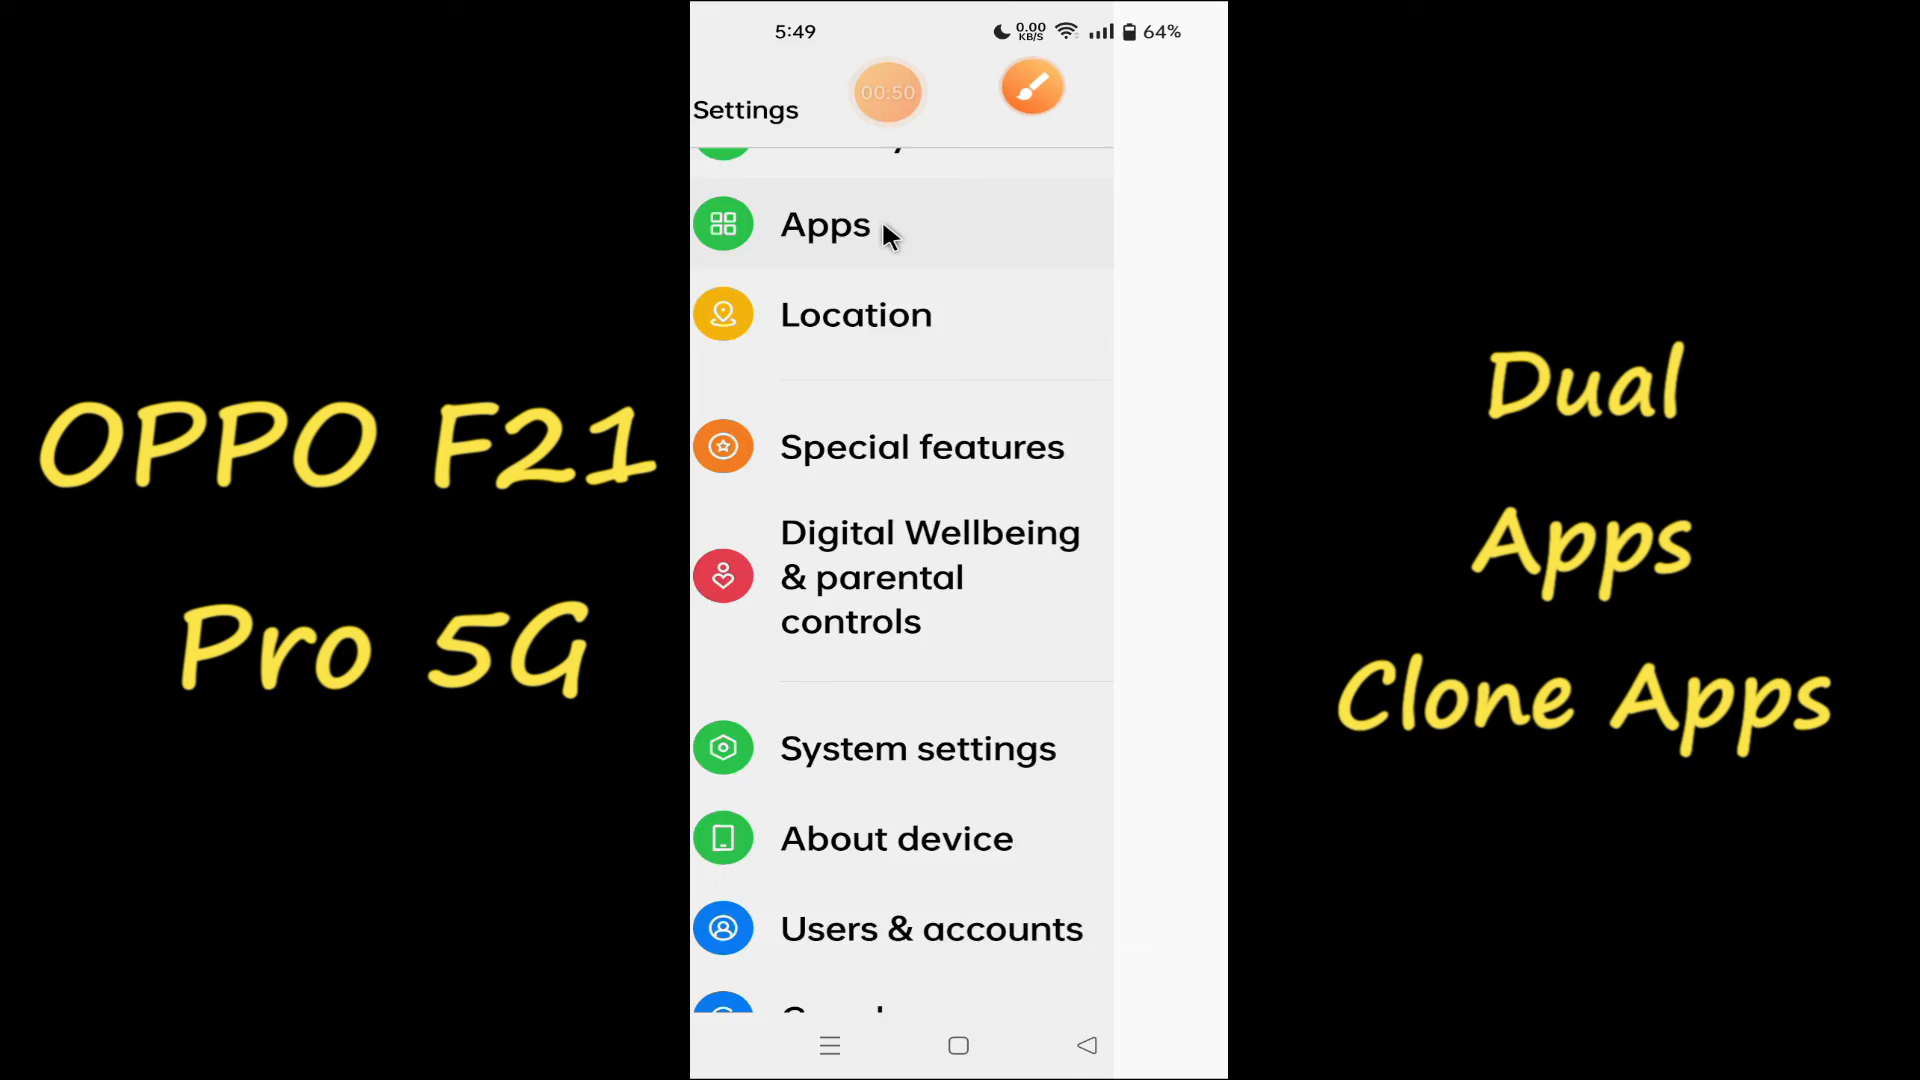 5:49
0.00
KB/S
64%
00:50
Settings
Apps
Location
Special features
Digital Wellbeing
& parental
controls
System settings
About device
Users & accounts
OPPO F21
Pro 5G
Dual
Apps
Clone Apps